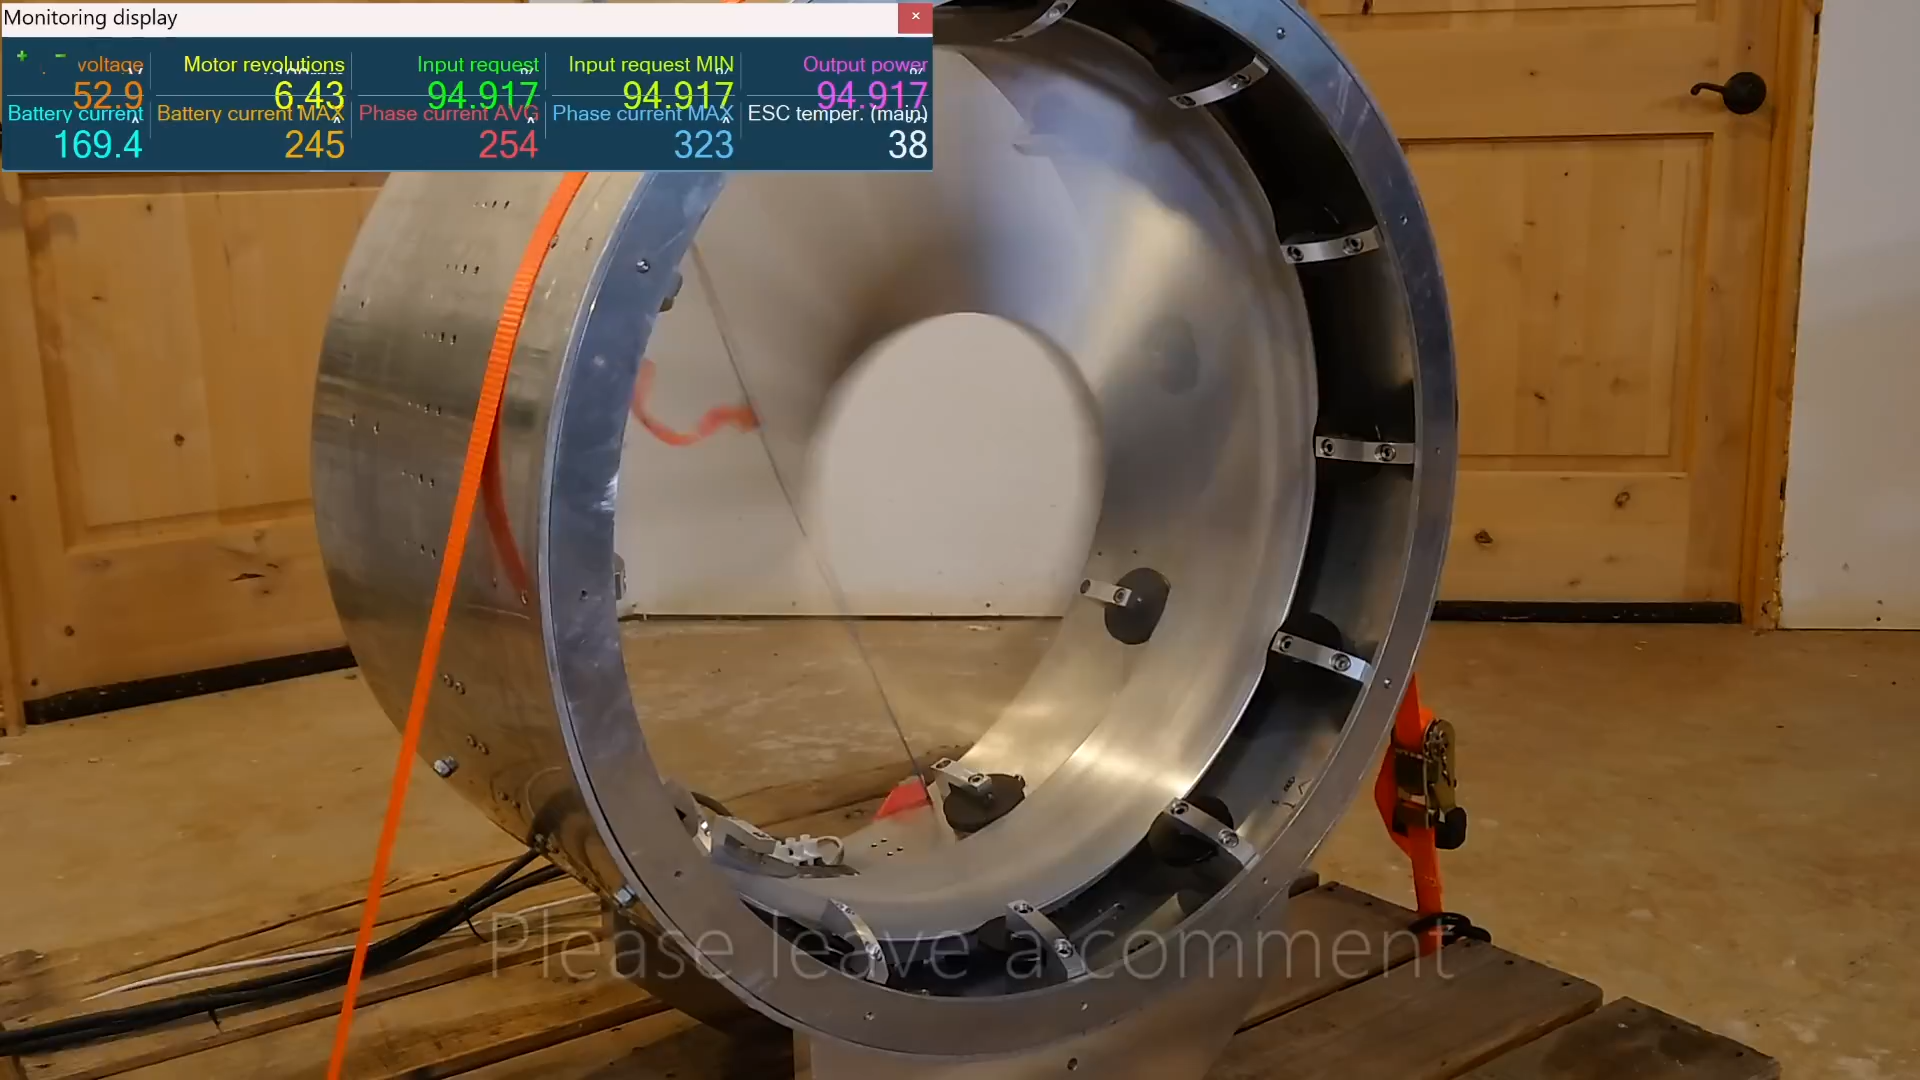 Monitoring display
voltage Motor revolutions Input request Input request MIN Output power
52.9 6.43 94.917 94.917 94.917
Battery current Battery current MAX Phase current AVG Phase current MAX ESC temper. (main)
169.4 245 254 323 38
Please leave a comment